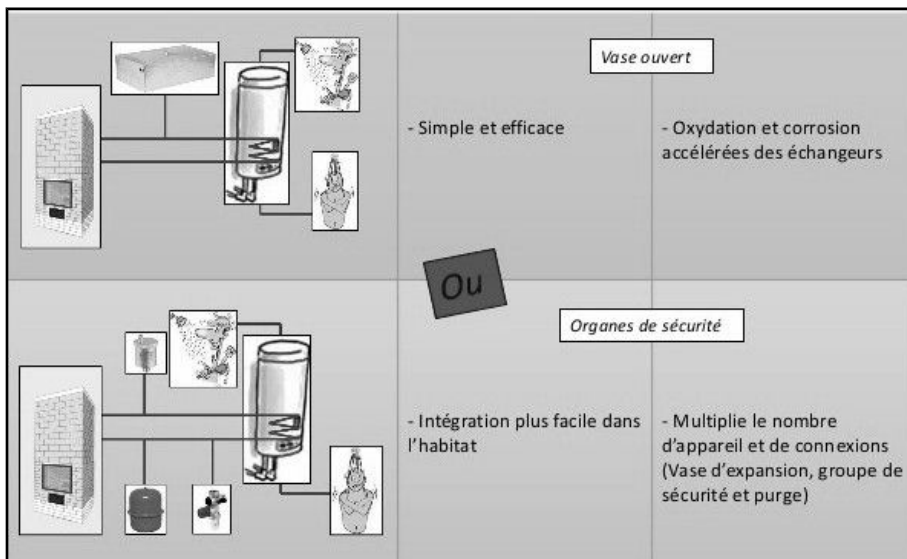 Vase ouvert
- Simple et efficace
- Oxydation et corrosion
accélérées des échangeurs
Ou
Organes de sécurité
- Intégration plus facile dans
l'habitat
- Multiplie le nombre
d'appareil et de connexions
(Vase d'expansion, groupe de
sécurité et purge)